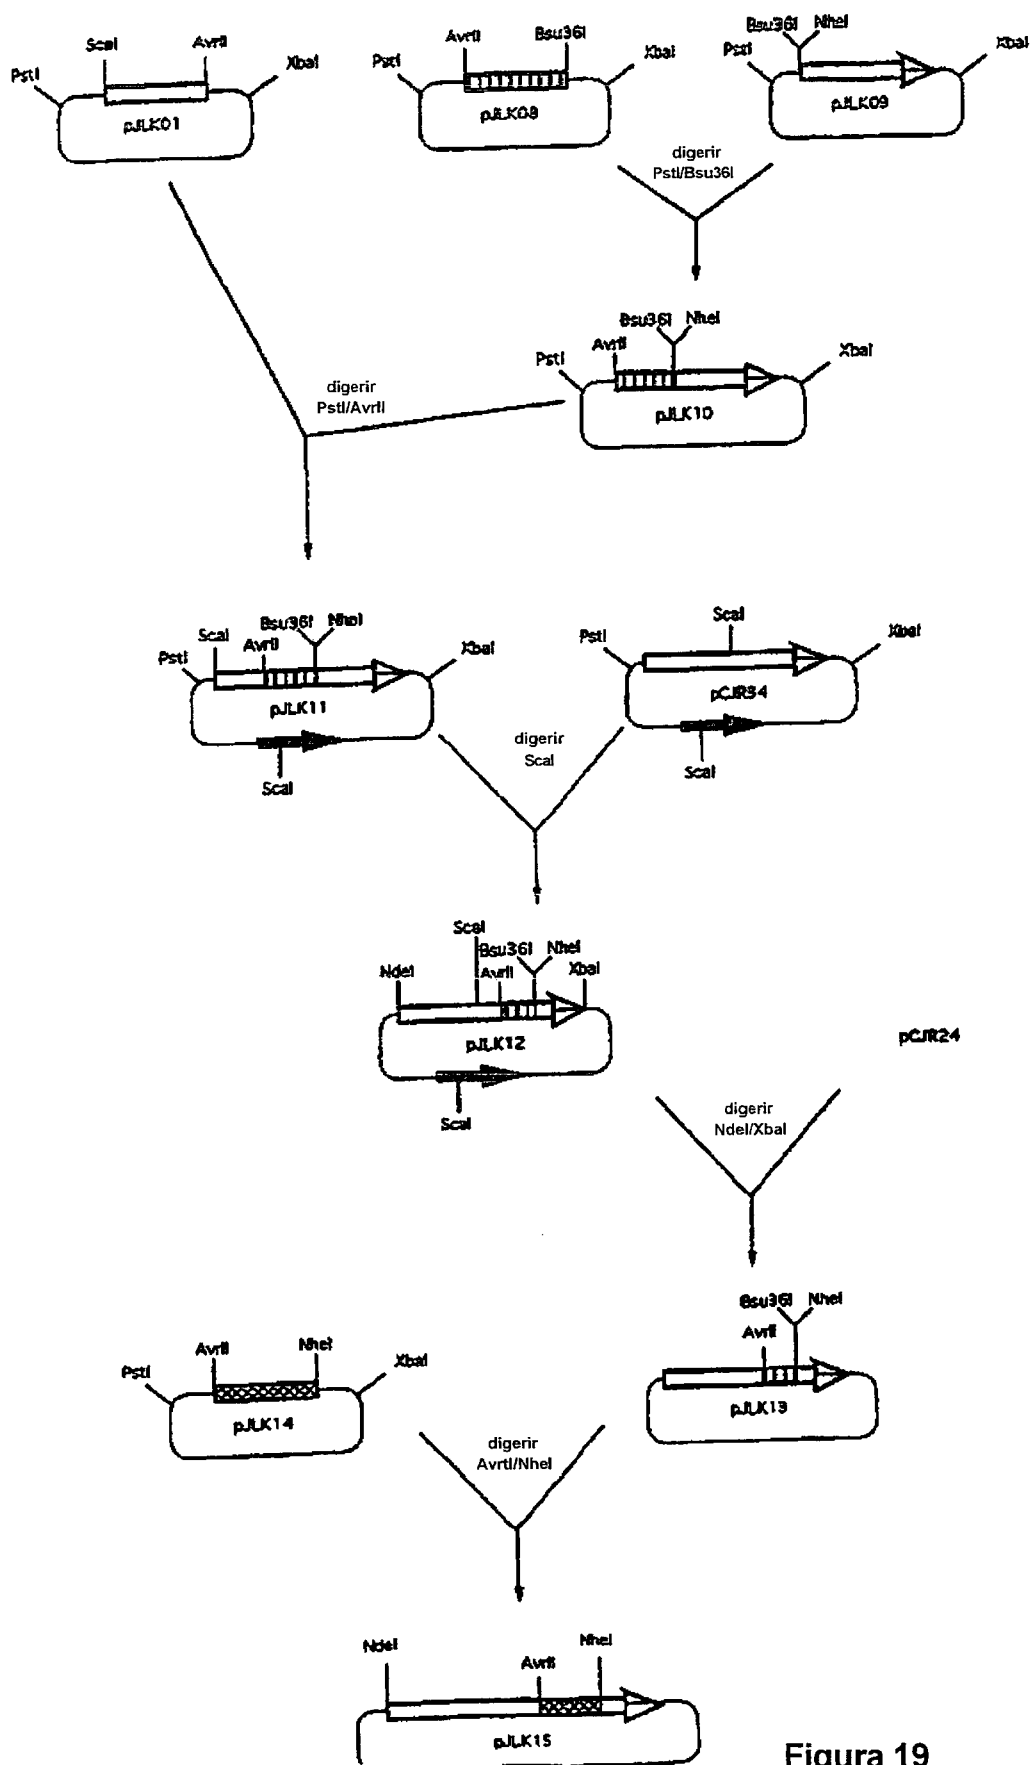 ScaI AvrII
PstI XbaI
pJLK01
AvrII Bsu36I
PstI XbaI
pJLK08
Bsu36I NheI
PstI XbaI
pJLK09
digerir
PstI/Bsu36I
Bsu36I NheI
AvrII
PstI XbaI
pJLK10
digerir
PstI/AvrII
Bsu36I NheI
ScaI AvrII
PstI XbaI
pJLK11
ScaI
ScaI
PstI XbaI
pCJR34
ScaI
digerir
ScaI
ScaI
Bsu36I NheI
NdeI AvrII XbaI
pJLK12
ScaI
pCJR24
digerir
NdeI/XbaI
Bsu36I NheI
AvrII
pJLK13
AvrII NheI
PstI XbaI
pJLK14
digerir
AvrtI/NheI
NdeI AvrII NheI
pJLK15
Figura 19